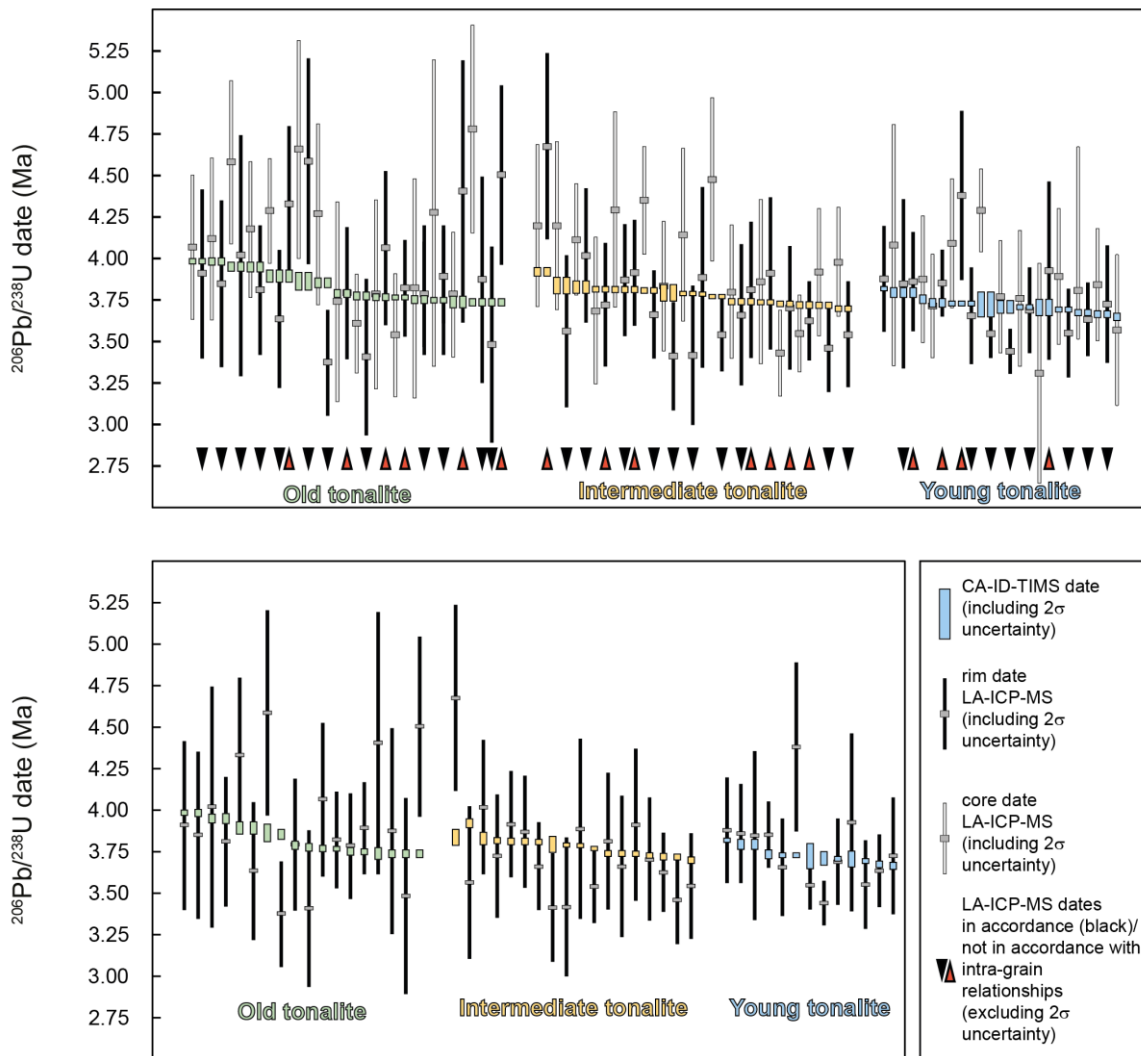 5.25
5.00
4.75
4.50
4.25
4.00
3.75
3.50
3.25
3.00
2.75
206Pb/238U date (Ma)
Old tonalite
Intermediate tonalite
Young tonalite
5.25
5.00
4.75
4.50
4.25
4.00
3.75
3.50
3.25
3.00
2.75
206Pb/238U date (Ma)
Old tonalite
Intermediate tonalite
Young tonalite
CA-ID-TIMS date
(including 2σ
uncertainty)
rim date
LA-ICP-MS
(including 2σ
uncertainty)
core date
LA-ICP-MS
(including 2σ
uncertainty)
LA-ICP-MS dates
in accordance (black)/
not in accordance with
intra-grain
relationships
(excluding 2σ
uncertainty)